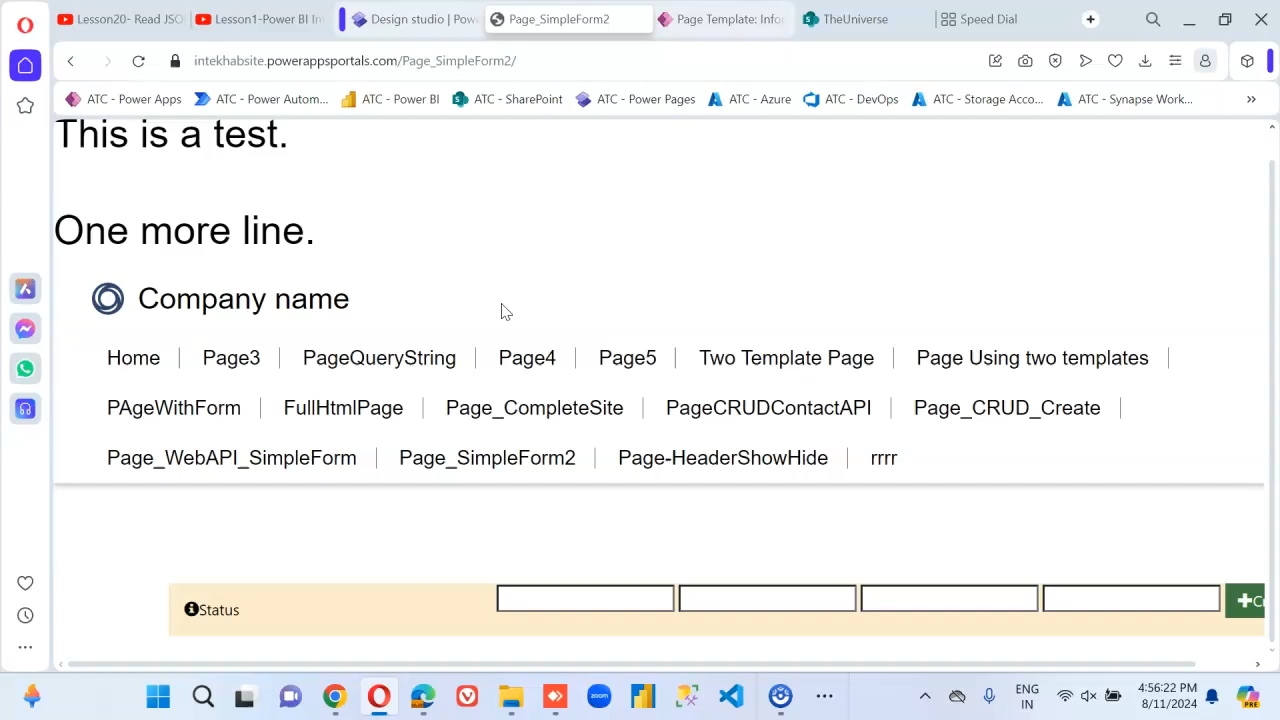 Lesson20- Read JSO
Lesson1-Power BI In
Design studio | Pow
Page_SimpleForm2
Page Template: Info
TheUniverse
Speed Dial
intekhabsite.powerappsportals.com/Page_SimpleForm2/
ATC - Power Apps
ATC - Power Autom...
ATC - Power BI
ATC - SharePoint
ATC - Power Pages
ATC - Azure
ATC - DevOps
ATC - Storage Acco...
ATC - Synapse Work...
This is a test.
One more line.
Company name
Home Page3 PageQueryString Page4 Page5 Two Template Page Page Using two templates
PAgeWithForm FullHtmlPage Page_CompleteSite PageCRUDContactAPI Page_CRUD_Create
Page_WebAPI_SimpleForm Page_SimpleForm2 Page-HeaderShowHide rrrr
Status
zoom
ENG
IN
4:56:22 PM
8/11/2024
PRE